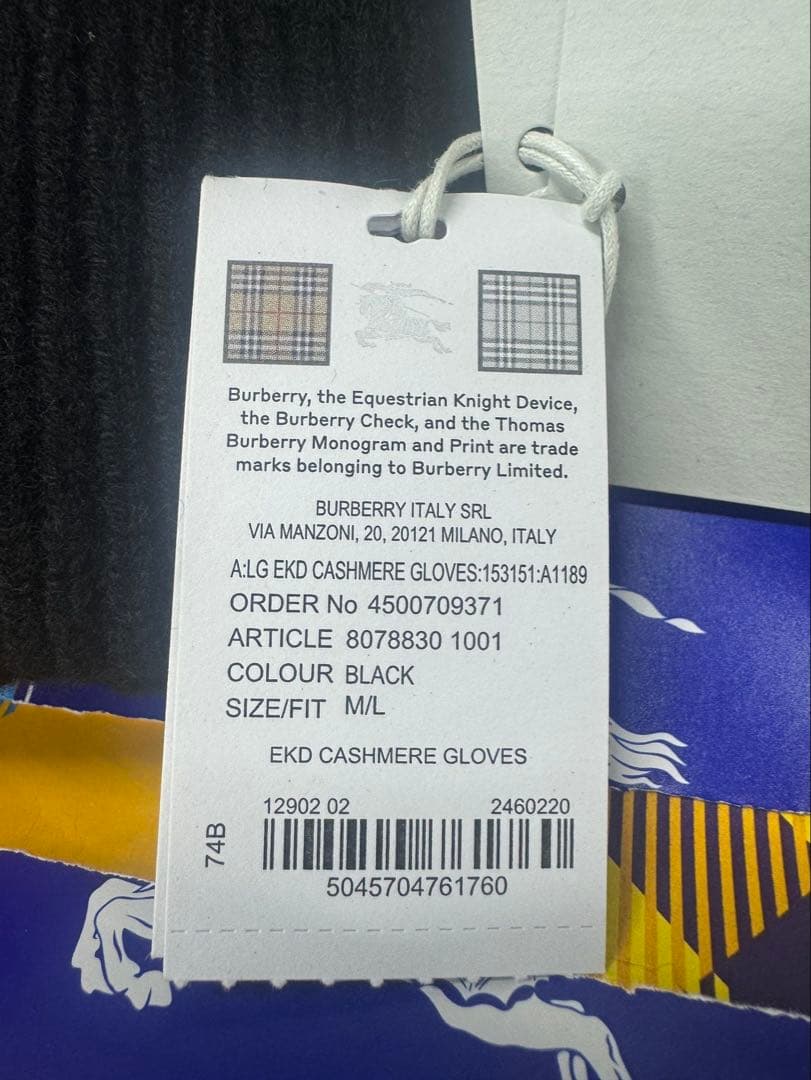 Burberry, the Equestrian Knight Device,
the Burberry Check, and the Thomas
Burberry Monogram and Print are trade
marks belonging to Burberry Limited.
BURBERRY ITALY SRL
VIA MANZONI, 20, 20121 MILANO, ITALY
A:LG EKD CASHMERE GLOVES:153151:A1189
ORDER No 4500709371
ARTICLE 8078830 1001
COLOUR BLACK
SIZE/FIT M/L
EKD CASHMERE GLOVES
12902 02 2460220
74B
5045704761760